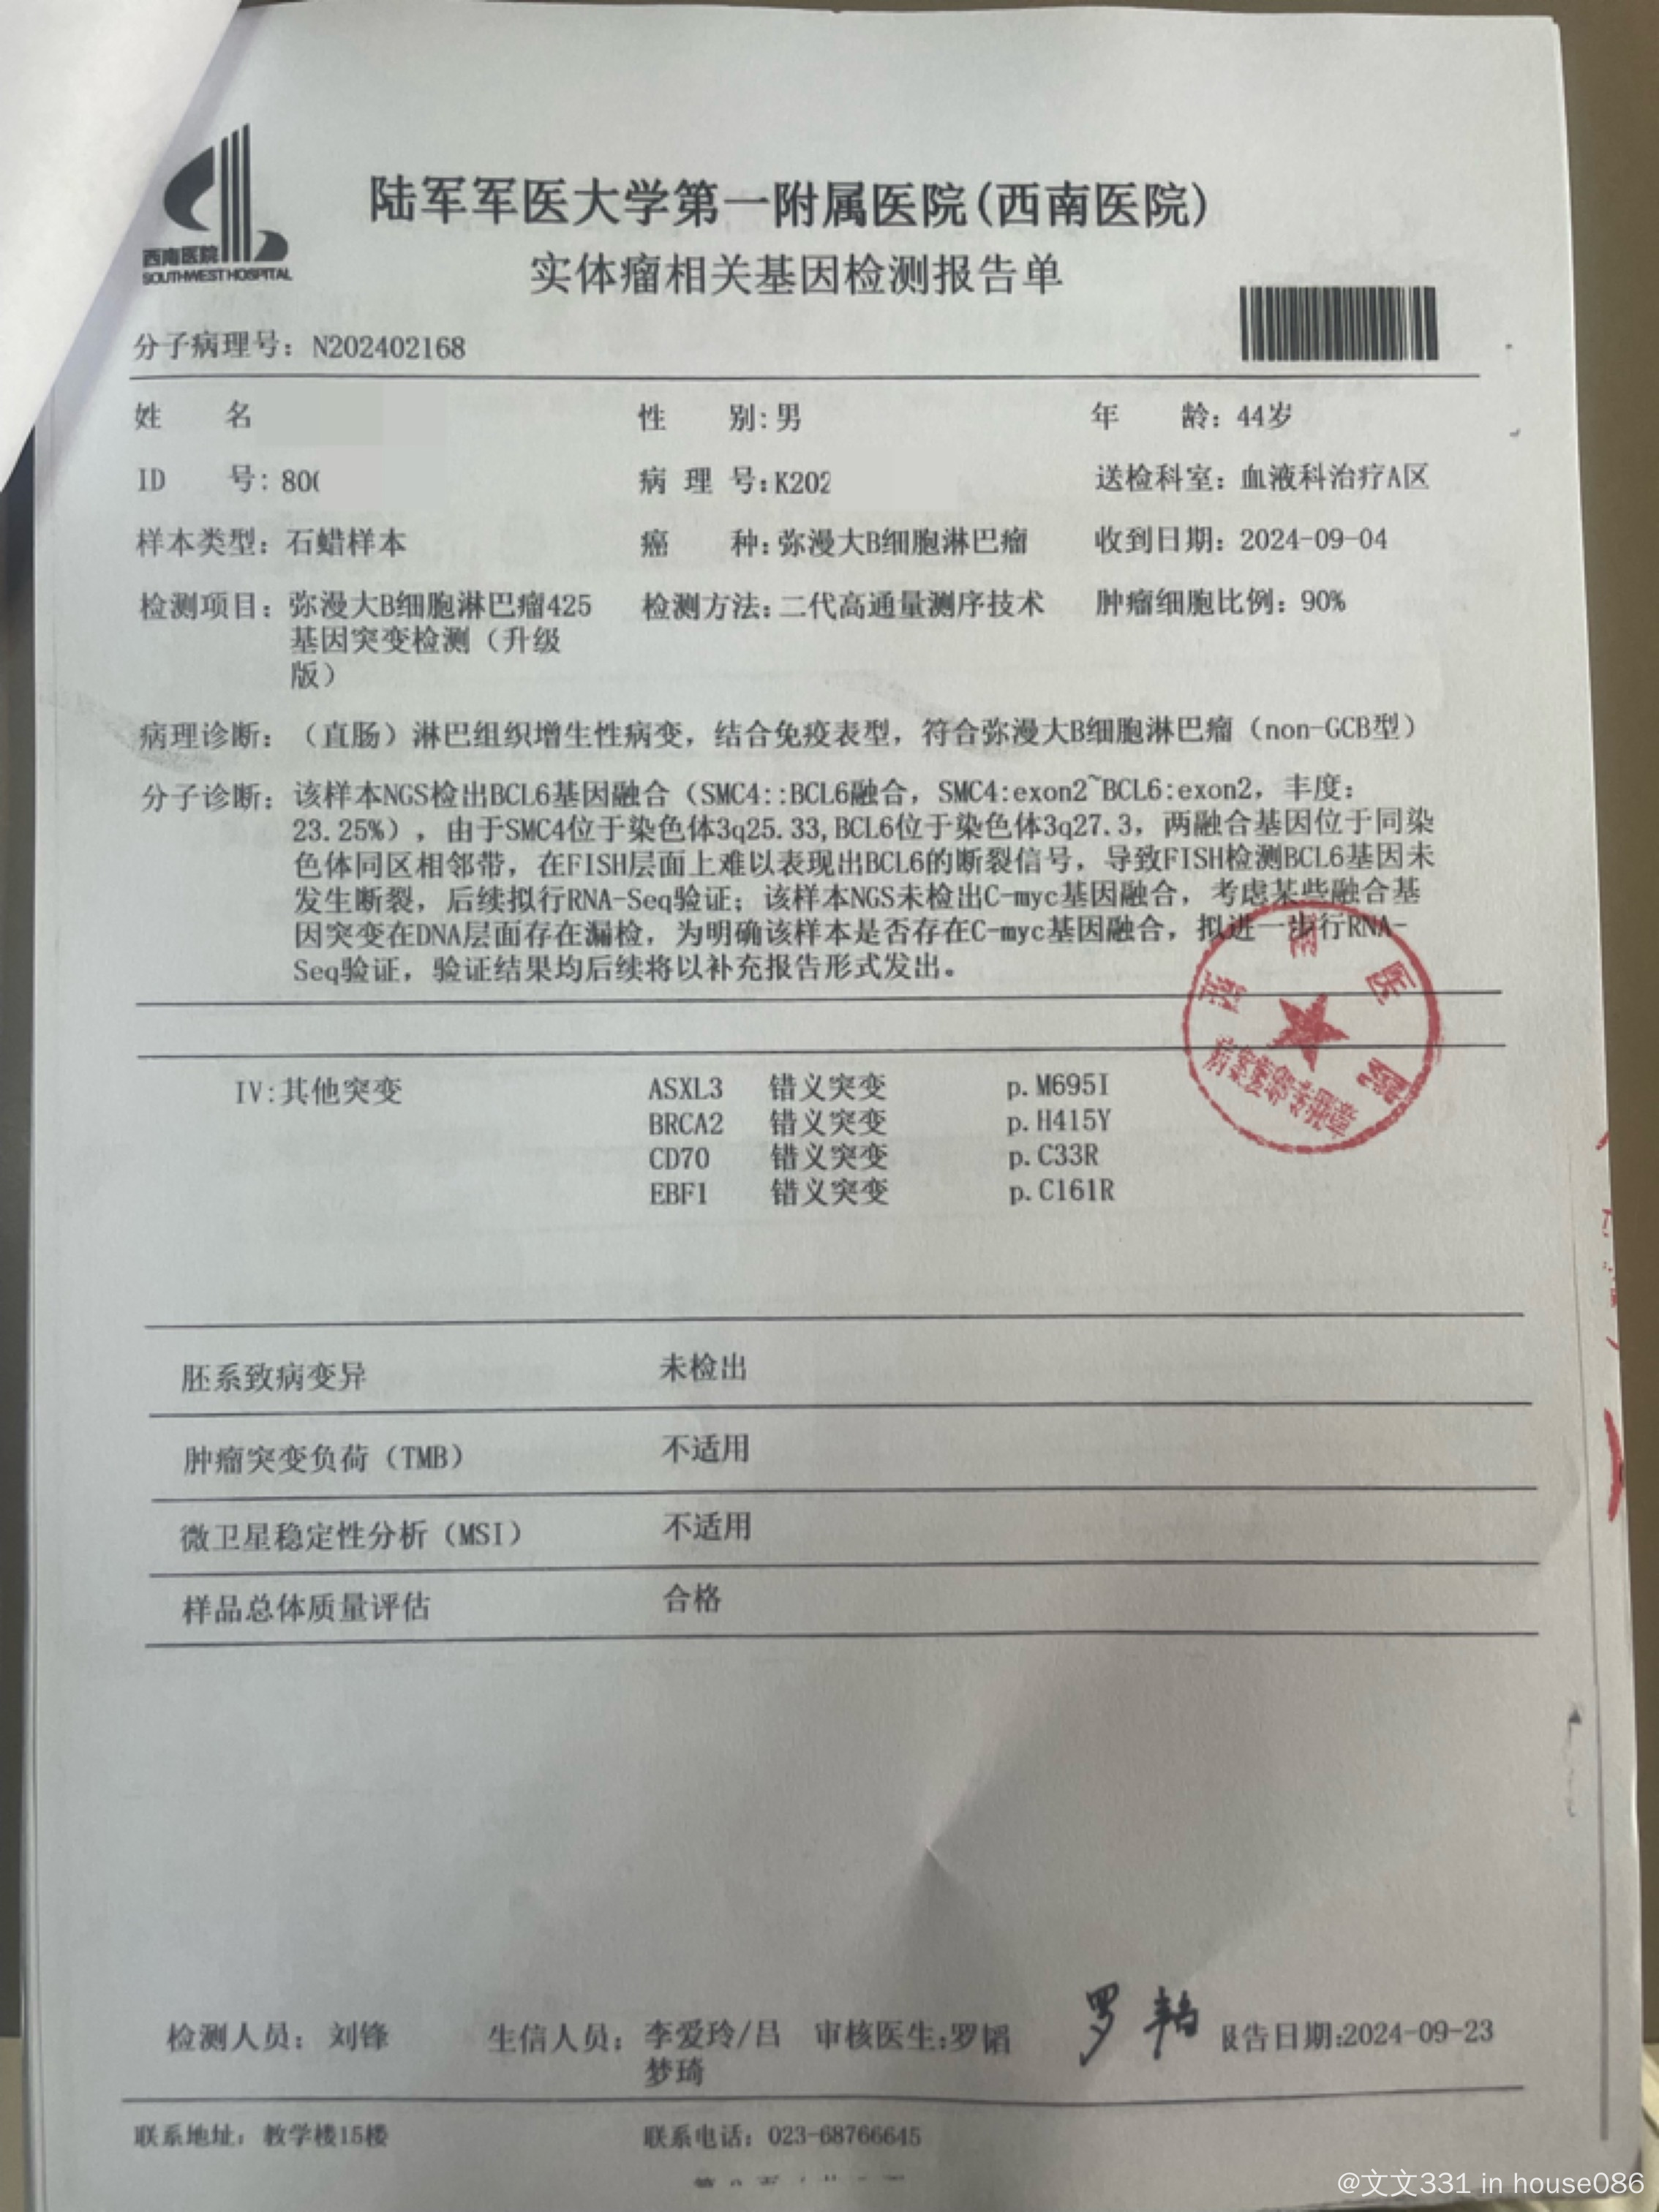 西南医院
SOUTHWEST HOSPITAL
陆军军医大学第一附属医院(西南医院)
实体瘤相关基因检测报告单
分子病理号：N202402168
姓 名 性 别：男 年 龄：44岁
ID 号：800 病 理 号：K202 送检科室：血液科治疗A区
样本类型：石蜡样本 癌 种：弥漫大B细胞淋巴瘤 收到日期：2024-09-04
检测项目：弥漫大B细胞淋巴瘤425 检测方法：二代高通量测序技术 肿瘤细胞比例：90%
基因突变检测（升级
版）
病理诊断：（直肠）淋巴组织增生性病变，结合免疫表型，符合弥漫大B细胞淋巴瘤（non-GCB型）
分子诊断：该样本NGS检出BCL6基因融合（SMC4::BCL6融合，SMC4:exon2~BCL6:exon2，丰度：
23.25%），由于SMC4位于染色体3q25.33,BCL6位于染色体3q27.3，两融合基因位于同染
色体同区相邻带，在FISH层面上难以表现出BCL6的断裂信号，导致FISH检测BCL6基因未
发生断裂，后续拟行RNA-Seq验证；该样本NGS未检出C-myc基因融合，考虑某些融合基
因突变在DNA层面存在漏检，为明确该样本是否存在C-myc基因融合，拟进一步行RNA-
Seq验证，验证结果均后续将以补充报告形式发出。
IV:其他突变 ASXL3 错义突变 p.M695I
BRCA2 错义突变 p.H415Y
CD70 错义突变 p.C33R
EBF1 错义突变 p.C161R
胚系致病变异 未检出
肿瘤突变负荷（TMB） 不适用
微卫星稳定性分析（MSI） 不适用
样品总体质量评估 合格
检测人员：刘锋 生信人员：李爱玲/吕 审核医生：罗韬 罗韬 报告日期：2024-09-23
梦琦
联系地址：教学楼15楼 联系电话：023-68766645
@文文331 in house086